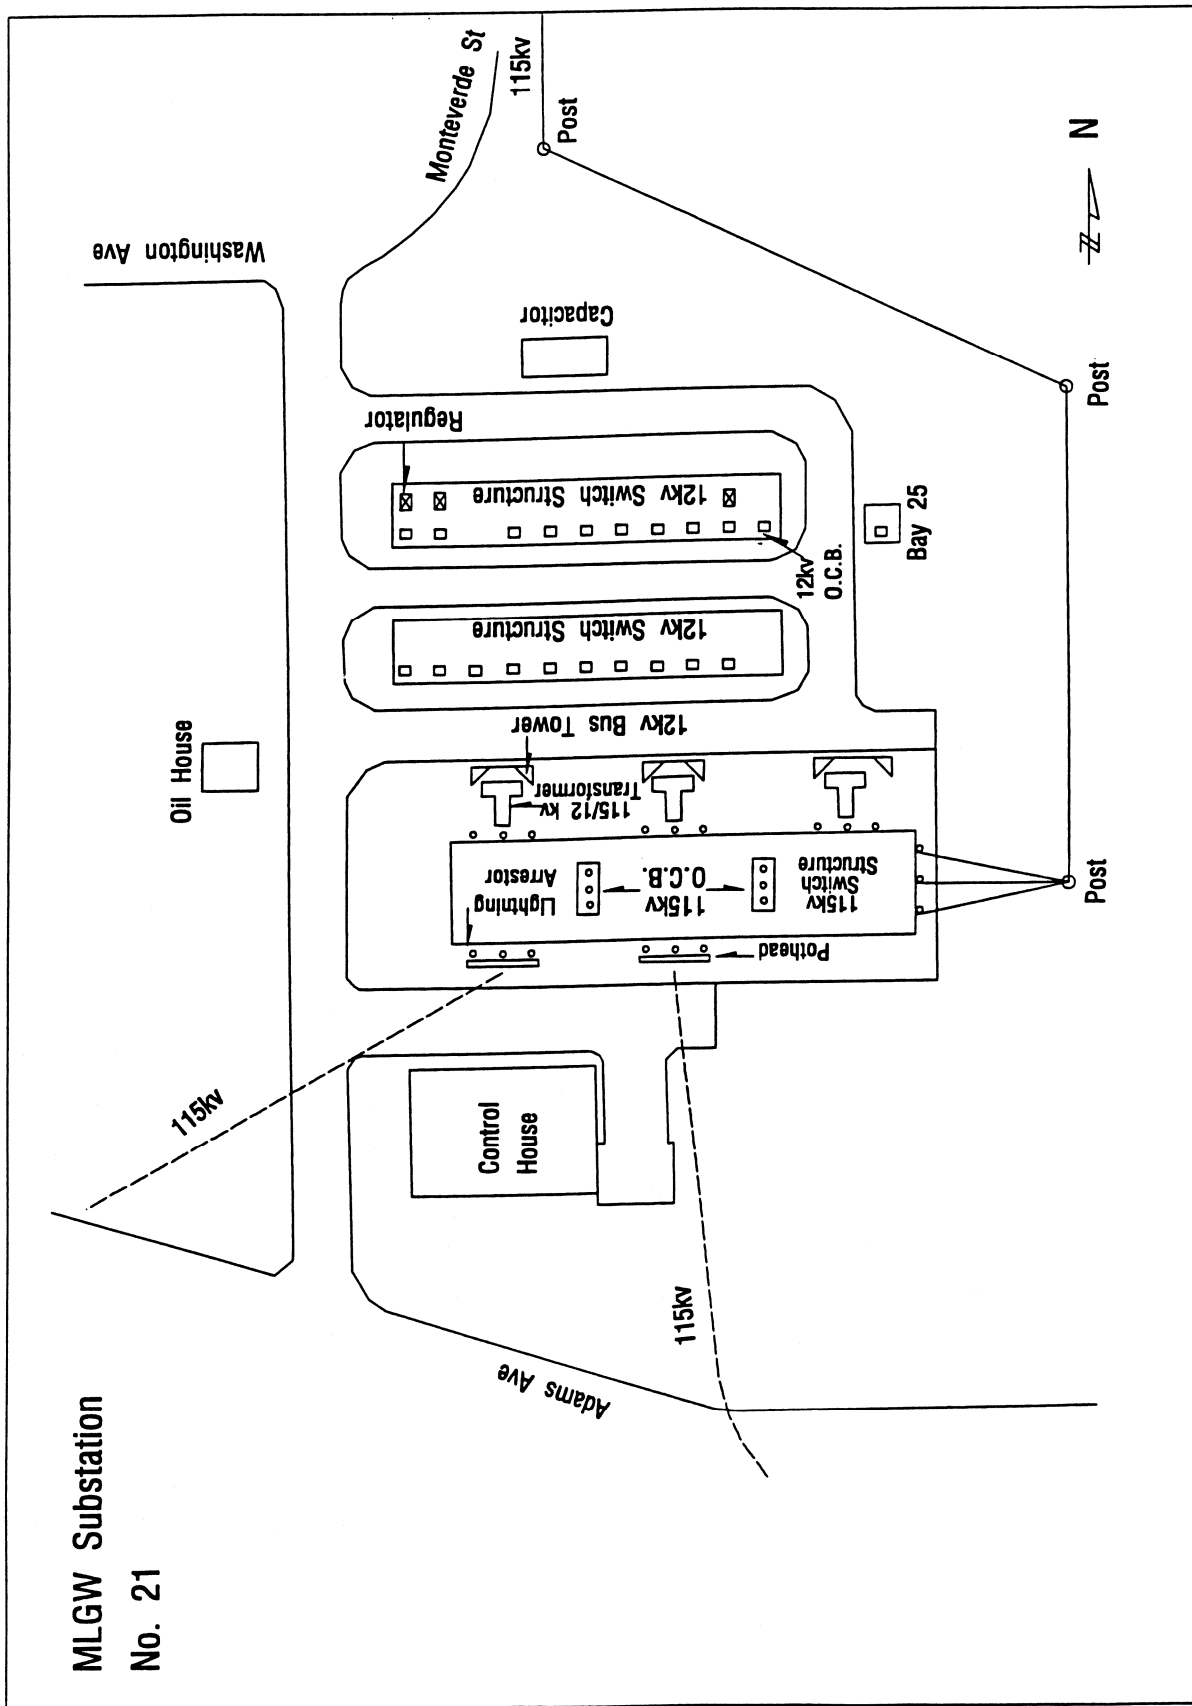 MLGW Substation
No. 21
Monteverde St
115kv
Post
N
Washington Ave
Capacitor
Regulator
12kv Switch Structure
12kv
O.C.B.
Bay 25
Post
12kv Switch Structure
Oil House
12kv Bus Tower
115/12 kv
Transformer
Lightning
Arrestor
115kv
O.C.B.
115kv
Switch
Structure
Pothead
Post
115kv
Control
House
115kv
Adams Ave